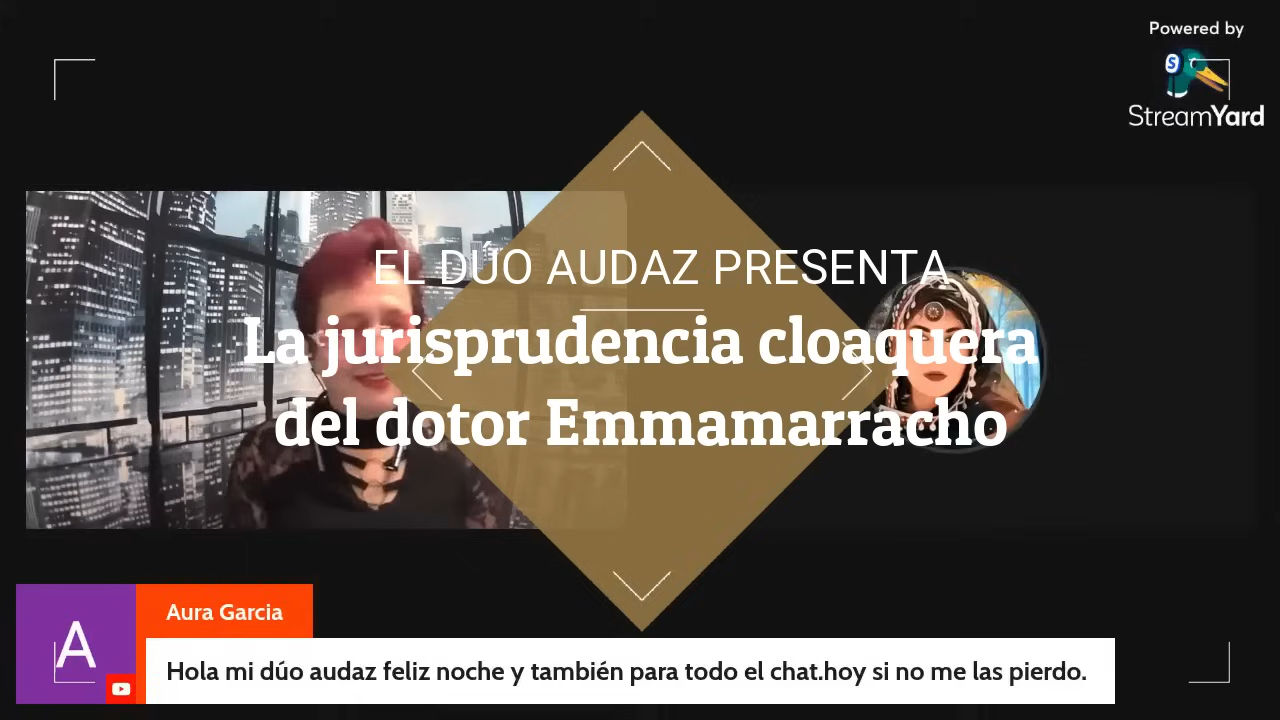 Powered by
S
StreamYard
EL DÚO AUDAZ PRESENTA
La jurisprudencia cloaquera
del dotor Emmamarracho
A
Aura Garcia
Hola mi dúo audaz feliz noche y también para todo el chat.hoy si no me las pierdo.